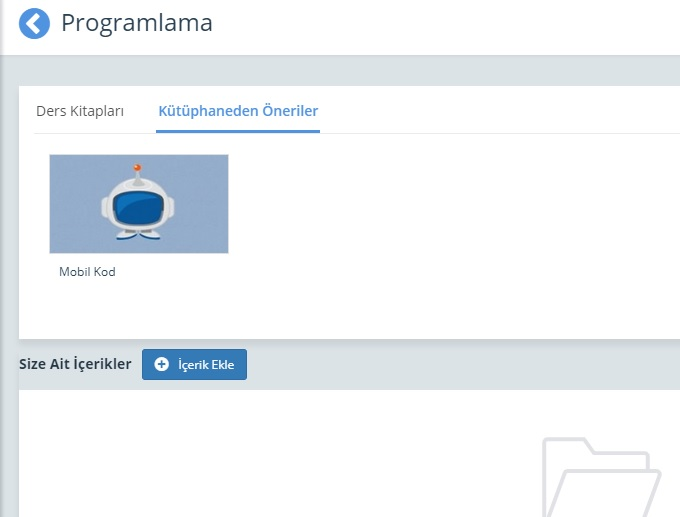 Programlama
Ders Kitapları
Kütüphaneden Öneriler
Mobil Kod
Size Ait İçerikler
İçerik Ekle